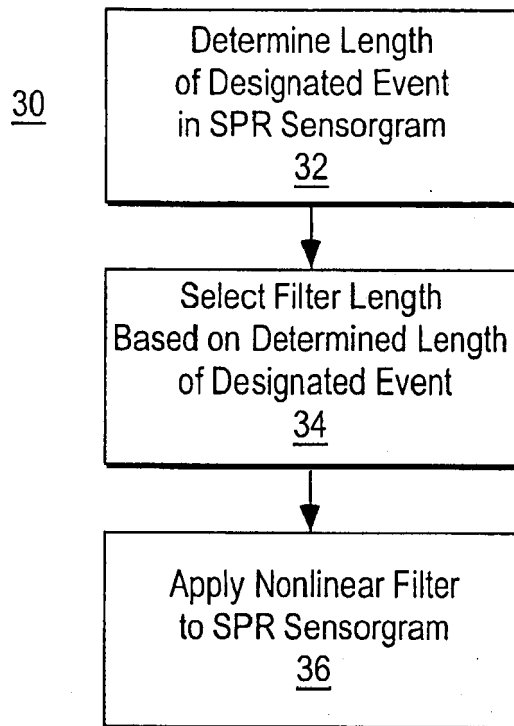 30
Determine Length
of Designated Event
in SPR Sensorgram
32
Select Filter Length
Based on Determined Length
of Designated Event
34
Apply Nonlinear Filter
to SPR Sensorgram
36